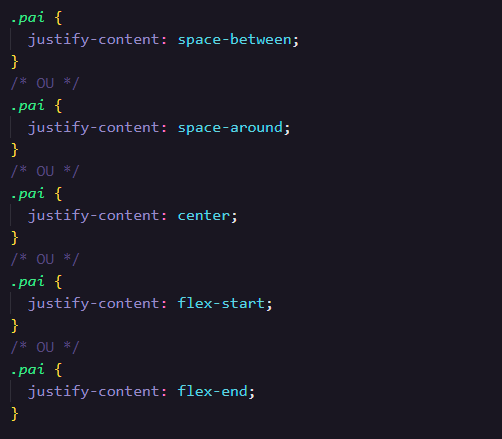 .pai {
  justify-content: space-between;
}
/* OU */
.pai {
  justify-content: space-around;
}
/* OU */
.pai {
  justify-content: center;
}
/* OU */
.pai {
  justify-content: flex-start;
}
/* OU */
.pai {
  justify-content: flex-end;
}